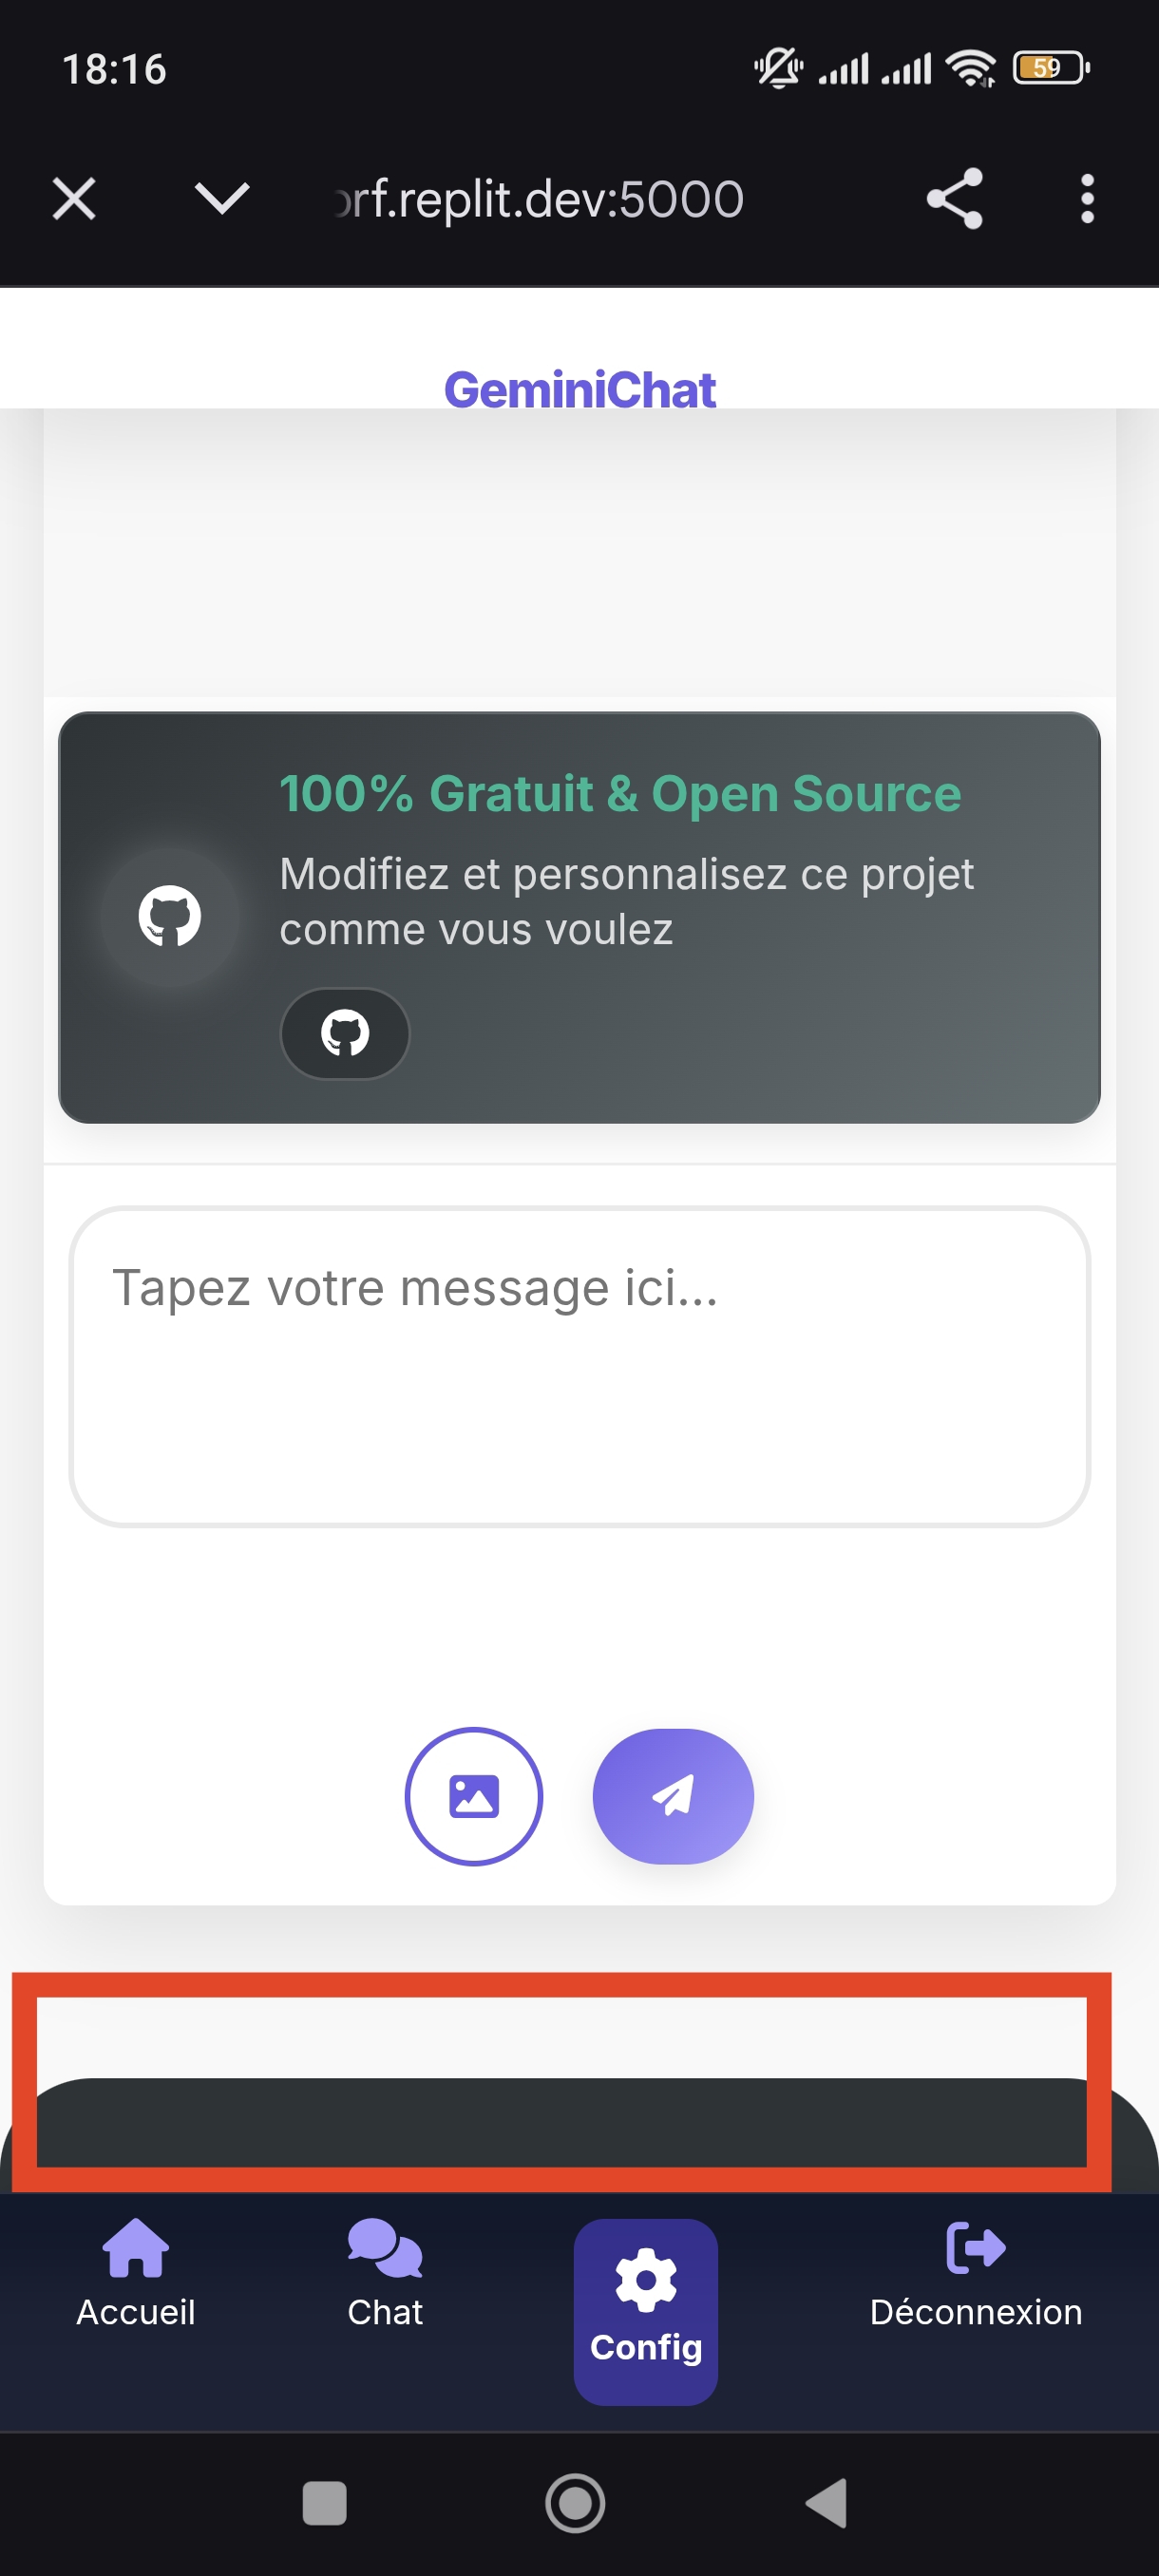 18:16
59
rf.replit.dev:5000
GeminiChat
100% Gratuit & Open Source
Modifiez et personnalisez ce projet
comme vous voulez
Tapez votre message ici...
Accueil
Chat
Config
Déconnexion